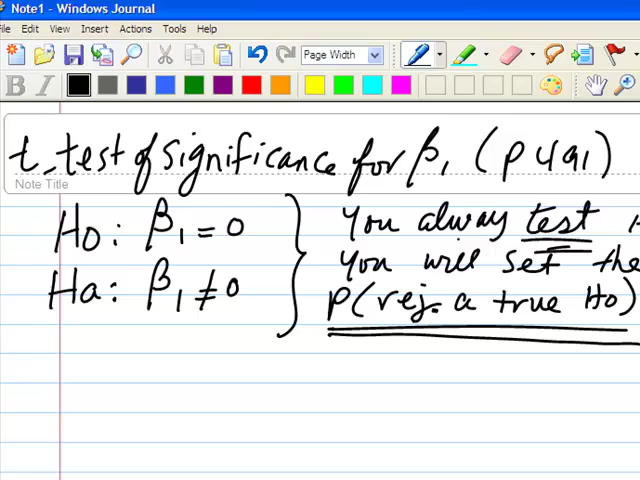 Note1 - Windows Journal
File Edit View Insert Actions Tools Help
Page Width
B I
t-test of significance for β₁ (p 491)
Note Title
Ho: β₁ = 0
Ha: β₁ ≠ 0
You always test
You will set the
P(rej. a true Ho)